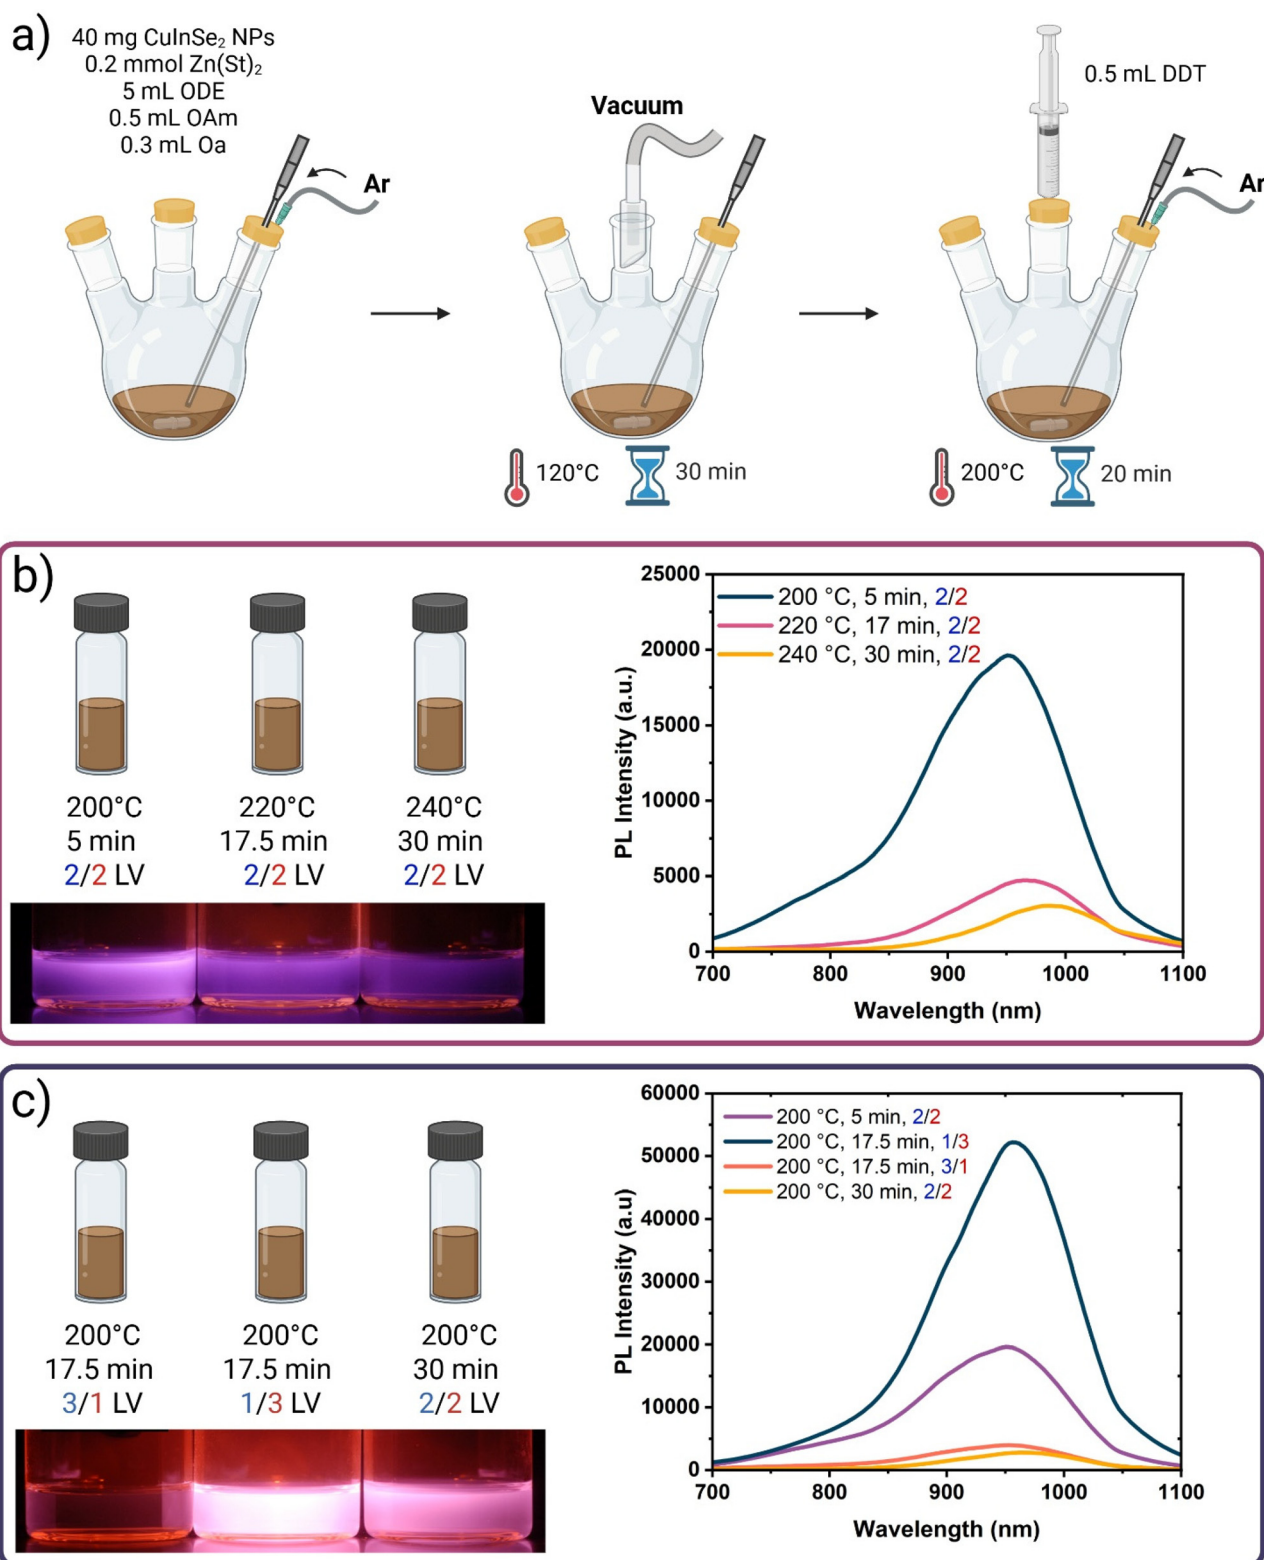 a)
40 mg CuInSe₂ NPs
0.2 mmol Zn(St)₂
5 mL ODE
0.5 mL OAm
0.3 mL Oa
Ar
Vacuum
120°C
30 min
0.5 mL DDT
Ar
200°C
20 min
b)
200°C
5 min
2/2 LV
220°C
17.5 min
2/2 LV
240°C
30 min
2/2 LV
PL Intensity (a.u.)
25000
20000
15000
10000
5000
0
200 °C, 5 min, 2/2
220 °C, 17 min, 2/2
240 °C, 30 min, 2/2
700
800
900
1000
1100
Wavelength (nm)
c)
200°C
17.5 min
3/1 LV
200°C
17.5 min
1/3 LV
200°C
30 min
2/2 LV
PL Intensity (a.u)
60000
50000
40000
30000
20000
10000
0
200 °C, 5 min, 2/2
200 °C, 17.5 min, 1/3
200 °C, 17.5 min, 3/1
200 °C, 30 min, 2/2
700
800
900
1000
1100
Wavelength (nm)